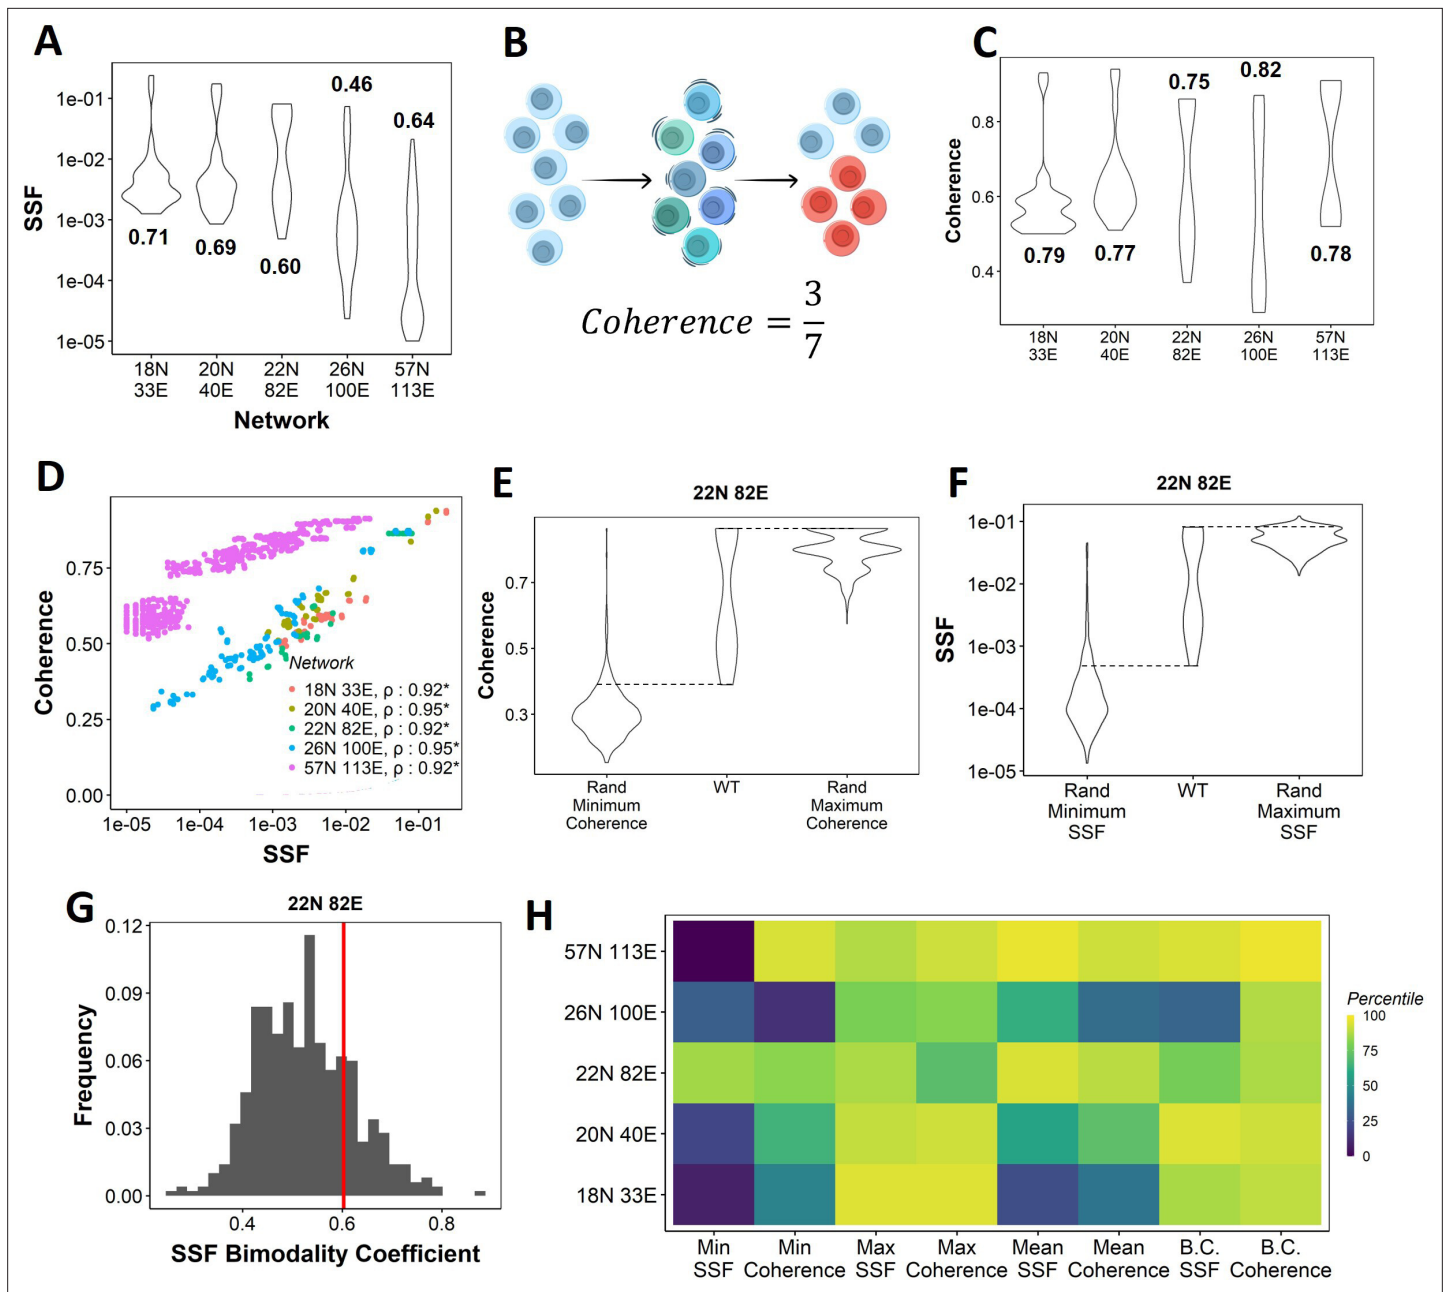 A
SSF
1e-01
1e-02
1e-03
1e-04
1e-05
0.71
0.69
0.60
0.46
0.64
18N 33E
20N 40E
22N 82E
26N 100E
57N 113E
Network
B
Coherence = 3/7
C
Coherence
0.8
0.6
0.4
0.79
0.77
0.75
0.82
0.78
18N 33E
20N 40E
22N 82E
26N 100E
57N 113E
D
Coherence
0.75
0.50
0.25
0.00
Network
18N 33E, ρ : 0.92*
20N 40E, ρ : 0.95*
22N 82E, ρ : 0.92*
26N 100E, ρ : 0.95*
57N 113E, ρ : 0.92*
1e-05 1e-04 1e-03 1e-02 1e-01
SSF
E
22N 82E
Coherence
0.7
0.5
0.3
Rand Minimum Coherence
WT
Rand Maximum Coherence
F
22N 82E
SSF
1e-01
1e-02
1e-03
1e-04
1e-05
Rand Minimum SSF
WT
Rand Maximum SSF
G
22N 82E
Frequency
0.12
0.09
0.06
0.03
0.00
0.4 0.6 0.8
SSF Bimodality Coefficient
H
57N 113E
26N 100E
22N 82E
20N 40E
18N 33E
Min SSF
Min Coherence
Max SSF
Max Coherence
Mean SSF
Mean Coherence
B.C. SSF
B.C. Coherence
Percentile
100
75
50
25
0